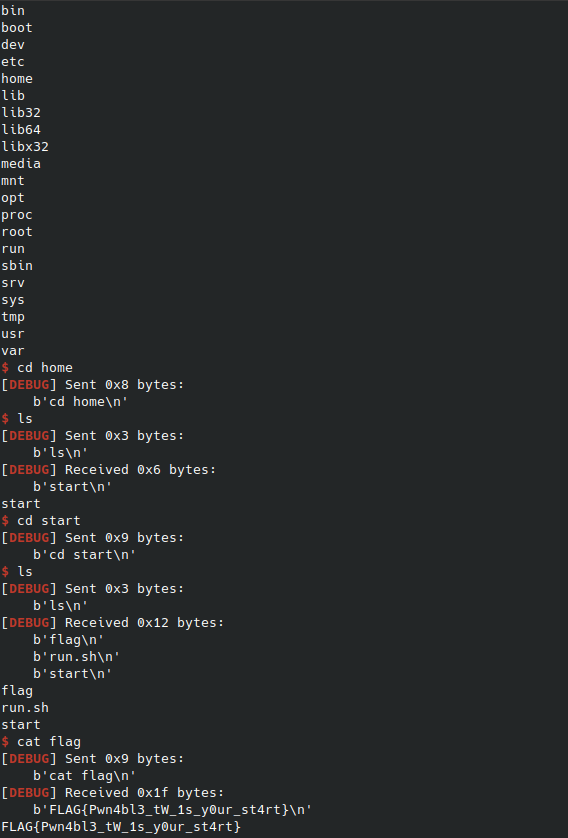 bin
boot
dev
etc
home
lib
lib32
lib64
libx32
media
mnt
opt
proc
root
run
sbin
srv
sys
tmp
usr
var
$ cd home
[DEBUG] Sent 0x8 bytes:
    b'cd home\n'
$ ls
[DEBUG] Sent 0x3 bytes:
    b'ls\n'
[DEBUG] Received 0x6 bytes:
    b'start\n'
start
$ cd start
[DEBUG] Sent 0x9 bytes:
    b'cd start\n'
$ ls
[DEBUG] Sent 0x3 bytes:
    b'ls\n'
[DEBUG] Received 0x12 bytes:
    b'flag\n'
    b'run.sh\n'
    b'start\n'
flag
run.sh
start
$ cat flag
[DEBUG] Sent 0x9 bytes:
    b'cat flag\n'
[DEBUG] Received 0x1f bytes:
    b'FLAG{Pwn4bl3_tW_1s_y0ur_st4rt}\n'
FLAG{Pwn4bl3_tW_1s_y0ur_st4rt}